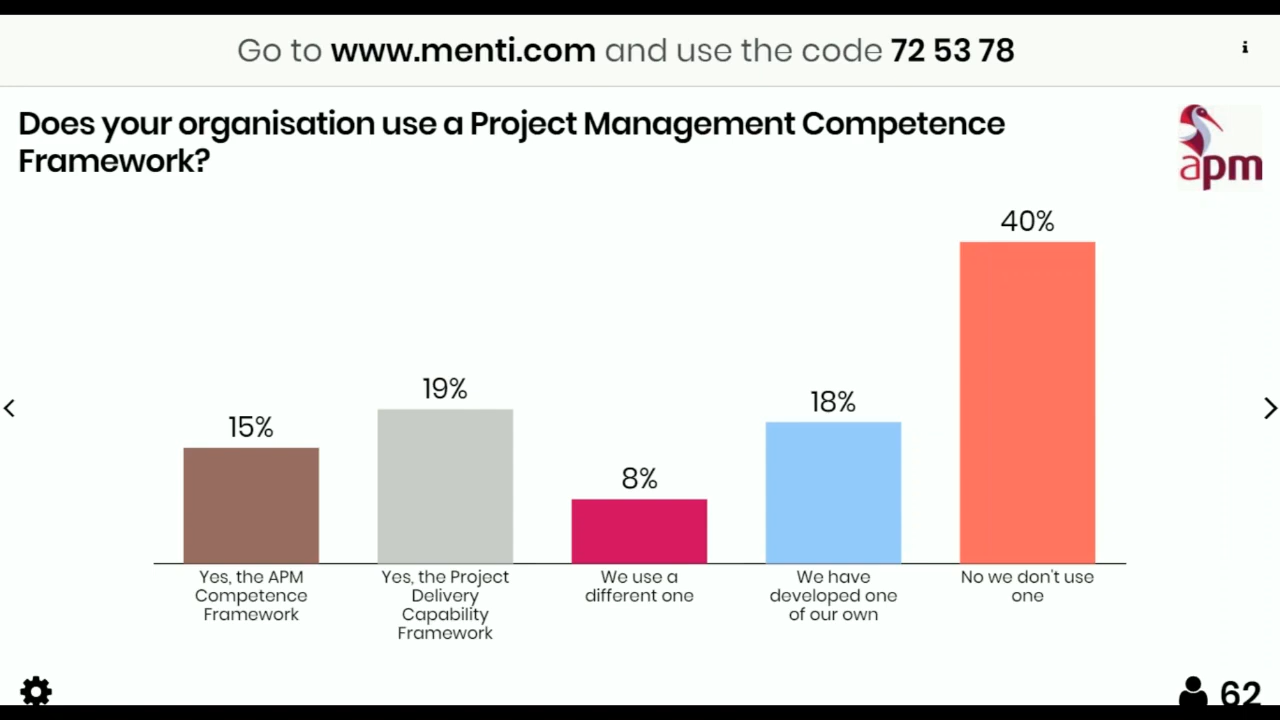 Go to www.menti.com and use the code 72 53 78
i
Does your organisation use a Project Management Competence
Framework?
apm
40%
19%
18%
15%
8%
Yes, the APM
Competence
Framework
Yes, the Project
Delivery
Capability
Framework
We use a
different one
We have
developed one
of our own
No we don't use
one
62